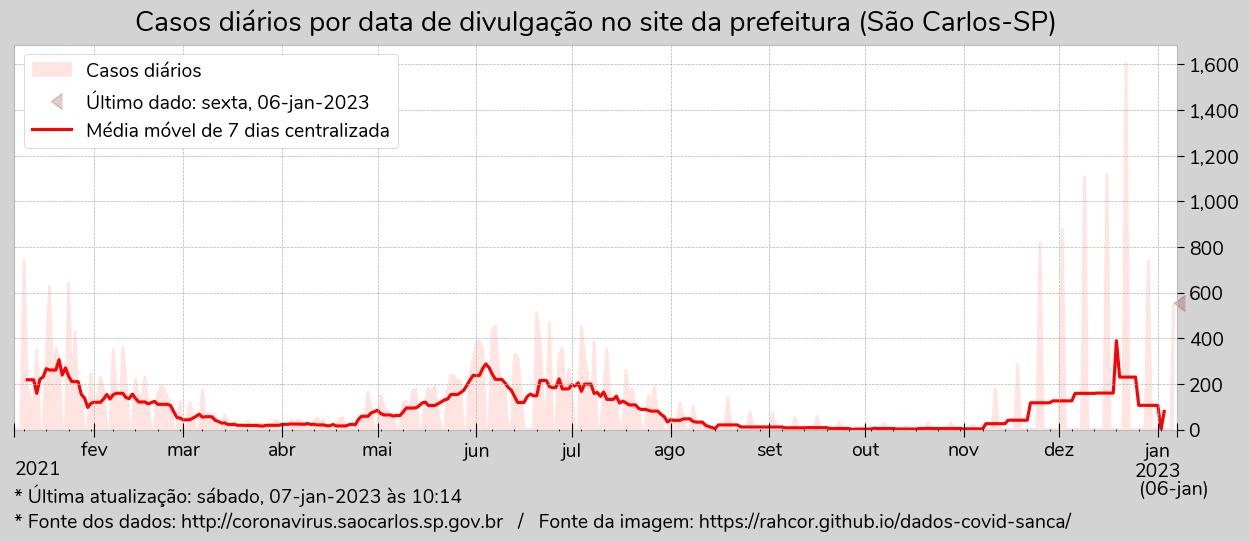 Casos diários por data de divulgação no site da prefeitura (São Carlos-SP)
Casos diários
Último dado: sexta, 06-jan-2023
Média móvel de 7 dias centralizada
1,600
1,400
1,200
1,000
800
600
400
200
0
fev mar abr mai jun jul ago set out nov dez jan
2021 2023
(06-jan)
* Última atualização: sábado, 07-jan-2023 às 10:14
* Fonte dos dados: http://coronavirus.saocarlos.sp.gov.br / Fonte da imagem: https://rahcor.github.io/dados-covid-sanca/